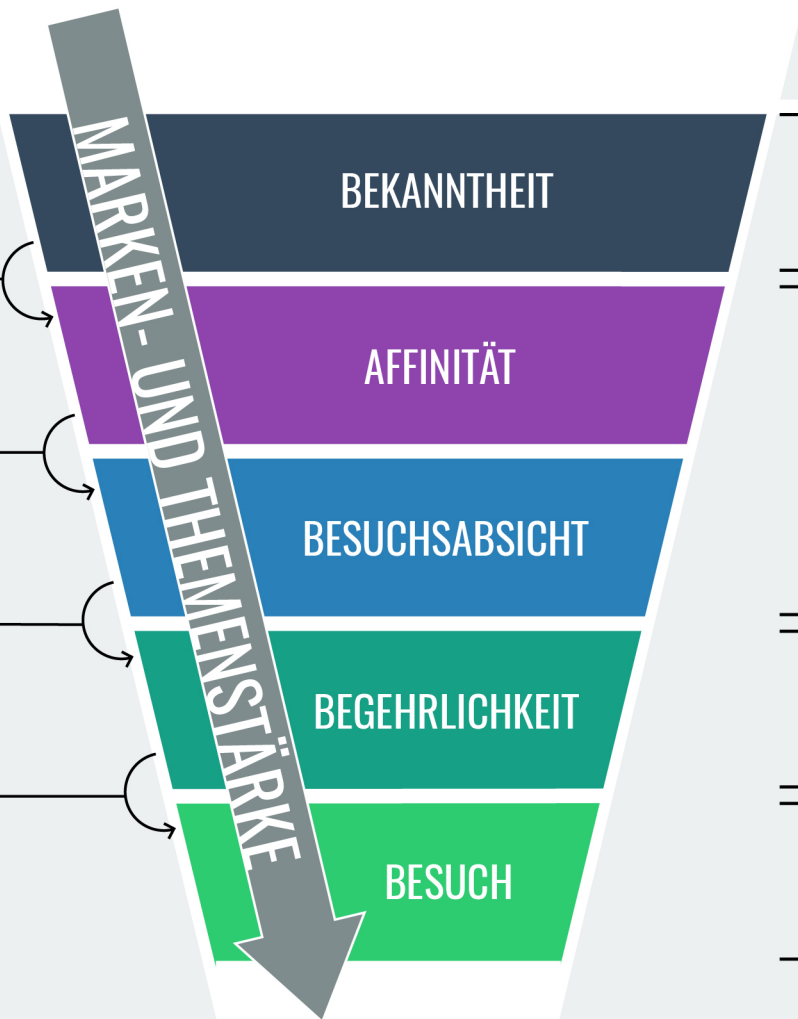 MARKEN- UND THEMENSTÄRKE
BEKANNTHEIT
AFFINITÄT
BESUCHSABSICHT
BEGEHRLICHKEIT
BESUCH